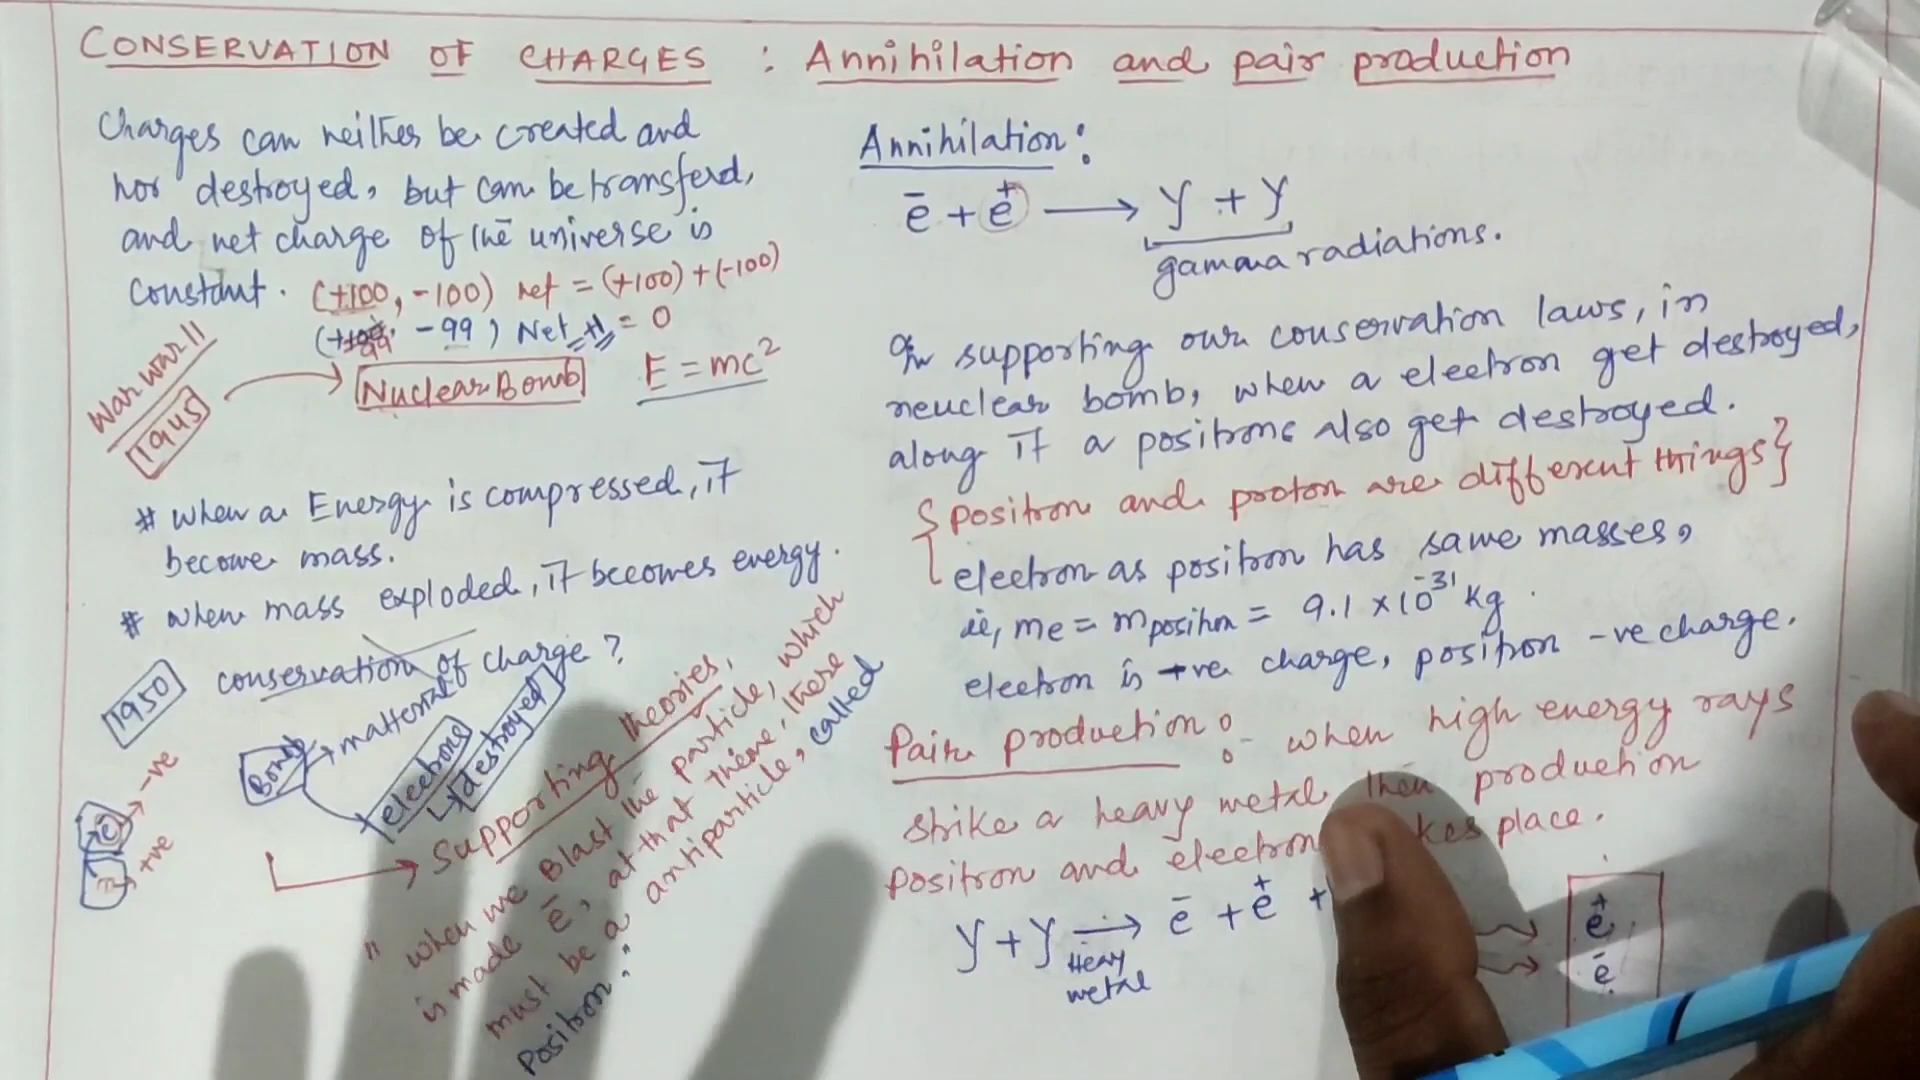 CONSERVATION OF CHARGES : Annihilation and pair production
Charges can neither be created and
nor destroyed, but can be transferd,
and net charge of the universe is
constant. (+100, -100) net = (+100) + (-100)
= 0
(+99, -99) Net +1
War War II
1945
Nuclear Bomb
E = mc²
# when a Energy is compressed, it
become mass.
# when mass exploded, it becomes energy.
1950
conservation of charge ?
Bomb
matterial
electrons
destroyed
e → -ve
+ve
Supporting theories,
" when we Blast the particle, which
is made ē, at that theire, there
must be a antiparticle, called
Positron."
Annihilation :
e⁻ + e⁺ → γ + γ
gamma radiations.
supporting our conservation laws, in
neuclear bomb, when a electron get destroyed,
along it a positrons also get destroyed.
{ positron and proton are different things }
electron as positron has same masses,
ie, me = mpositron = 9.1 × 10⁻³¹ kg.
electron is +ve charge, position -ve charge.
Pair production :- when high energy rays
strike a heavy metal then production
positron and electron place.
γ + γ → e⁻ + e⁺ +
Heavy
metal
e⁺
e⁻